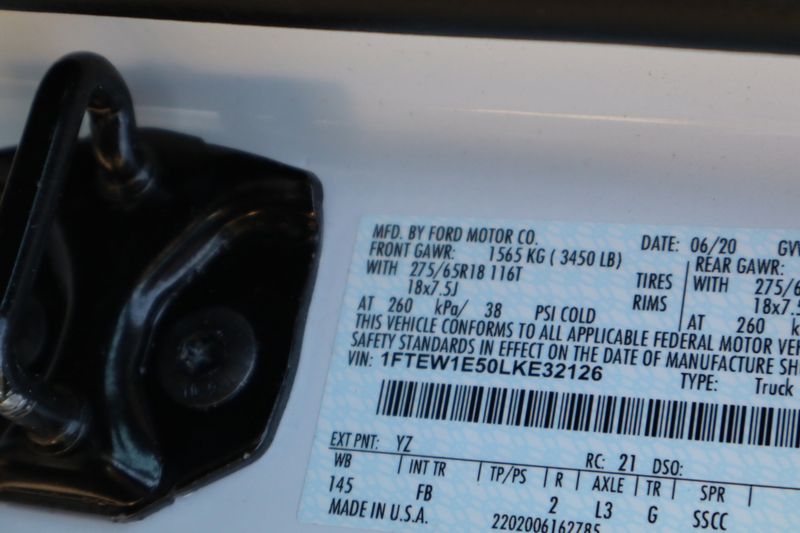 MFD. BY FORD MOTOR CO. DATE: 06/20
FRONT GAWR: 1565 KG ( 3450 LB) REAR GAWR:
WITH 275/65R18 116T TIRES WITH
18x7.5J RIMS
AT 260 kPa/ 38 PSI COLD AT 260
THIS VEHICLE CONFORMS TO ALL APPLICABLE FEDERAL MOTOR
SAFETY STANDARDS IN EFFECT ON THE DATE OF MANUFACTURE
VIN: 1FTEW1E50LKE32126 TYPE: Truck
EXT PNT: YZ RC: 21 DSO:
WB INT TR TP/PS R AXLE TR SPR
145 FB 2 L3 G SSCC
MADE IN U.S.A. 2202006162785